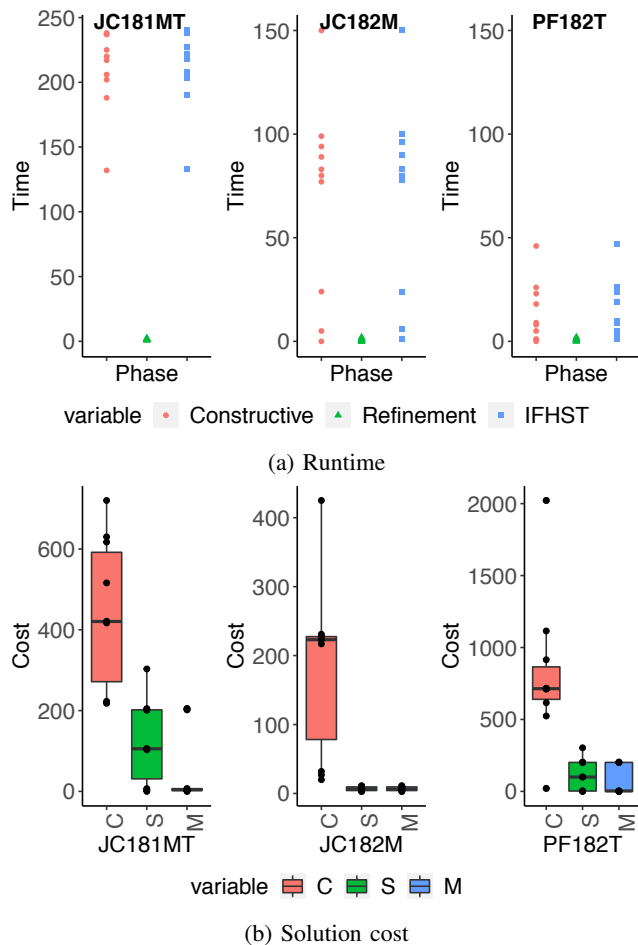 JC181MT JC182M PF182T
250
200
150
100
50
0
Time
Phase
150
100
50
0
Time
Phase
150
100
50
0
Time
Phase
variable Constructive Refinement IFHST
(a) Runtime
600
400
200
0
Cost
C S M
JC181MT
400
300
200
100
0
Cost
C S M
JC182M
2000
1500
1000
500
0
Cost
C S M
PF182T
variable C S M
(b) Solution cost